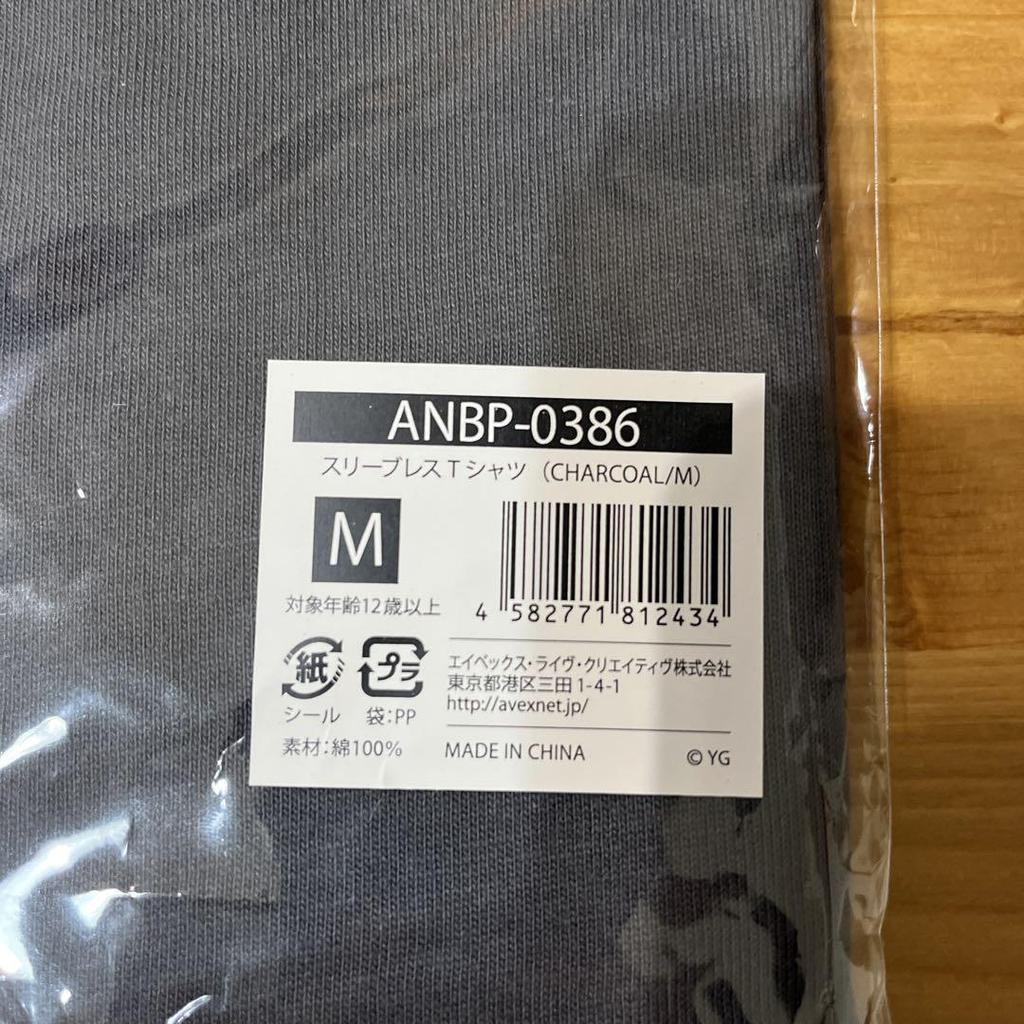 ANBP-0386
スリーブレスTシャツ（CHARCOAL/M）
M
対象年齢12歳以上
4 582771 812434
紙
プラ
シール 袋:PP
エイベックス・ライヴ・クリエイティヴ株式会社
東京都港区三田1-4-1
http://avexnet.jp/
素材:綿100%
MADE IN CHINA
© YG